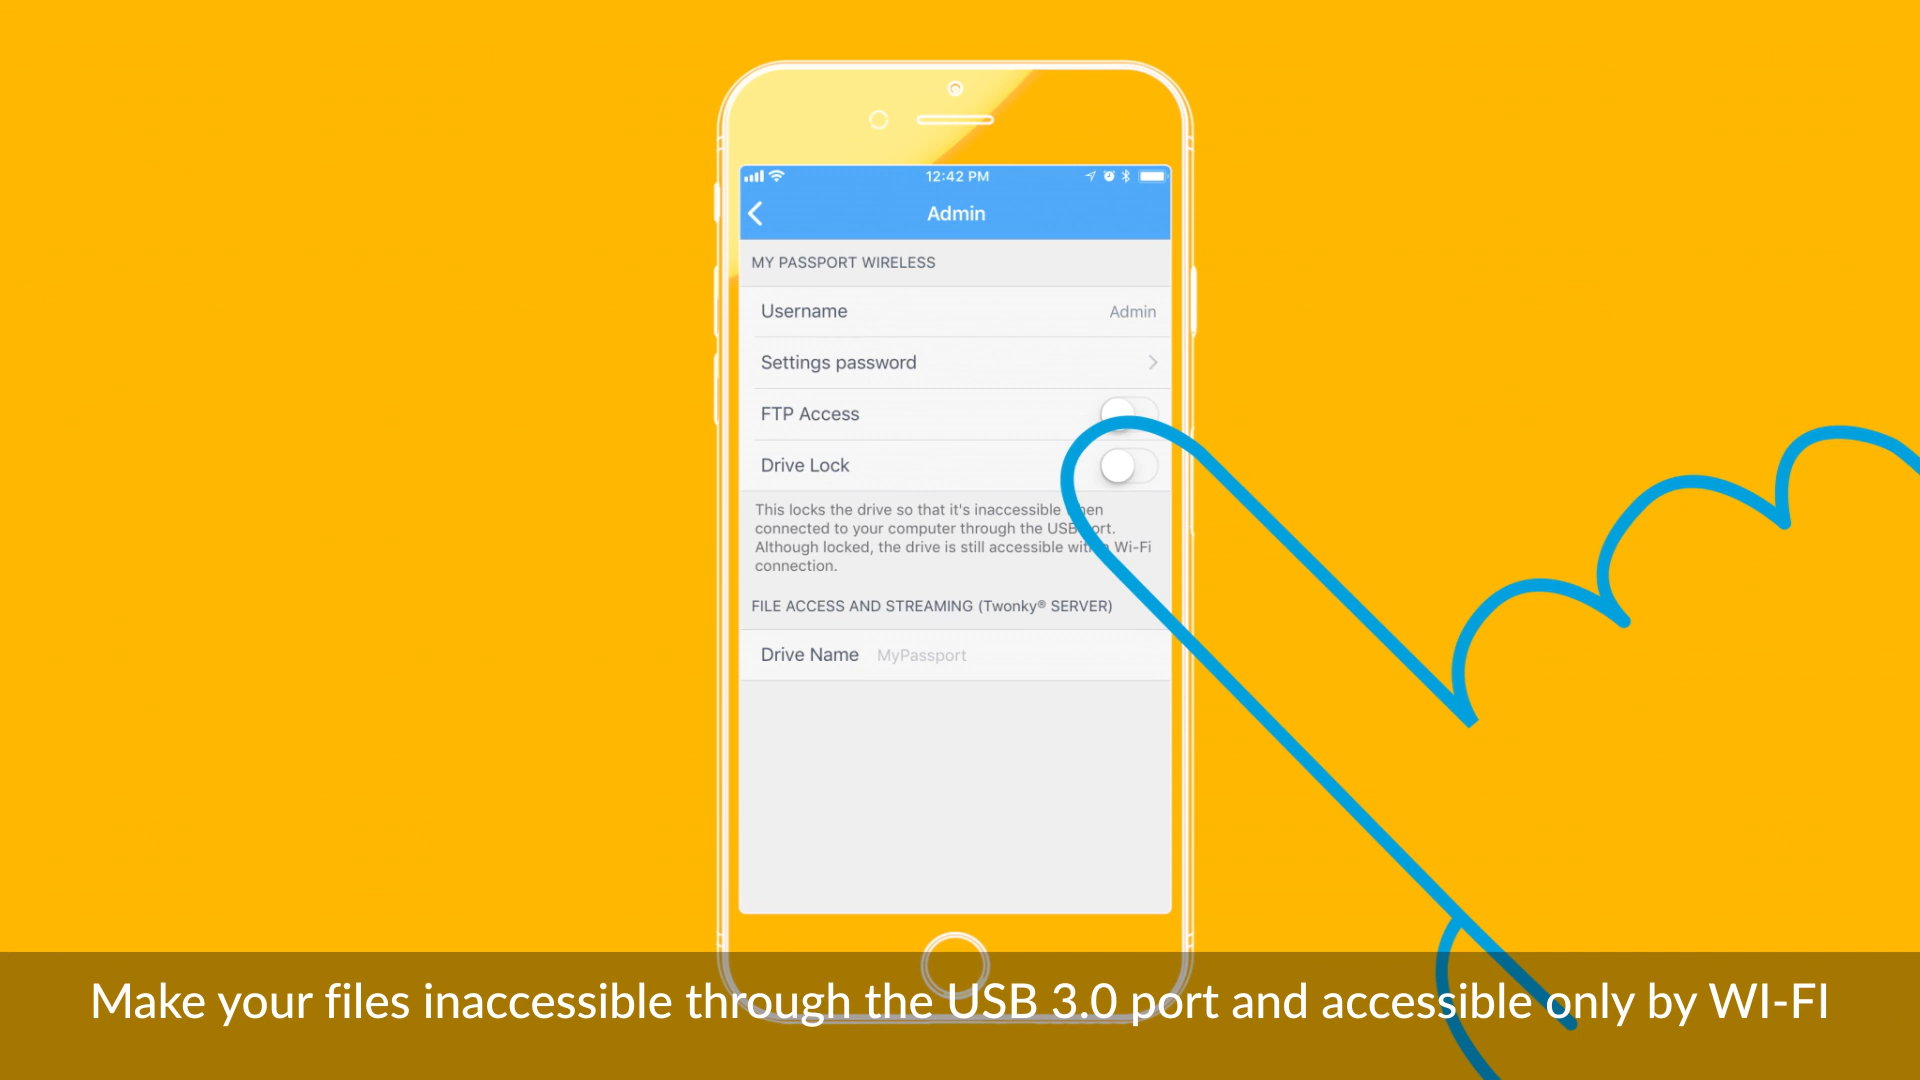 12:42 PM
Admin
MY PASSPORT WIRELESS
Username Admin
Settings password
FTP Access
Drive Lock
This locks the drive so that it's inaccessible
connected to your computer through the USB port.
Although locked, the drive is still accessible Wi-Fi
connection.
FILE ACCESS AND STREAMING (Twonky® SERVER)
Drive Name MyPassport
Make your files inaccessible through the USB 3.0 port and accessible only by WI-FI